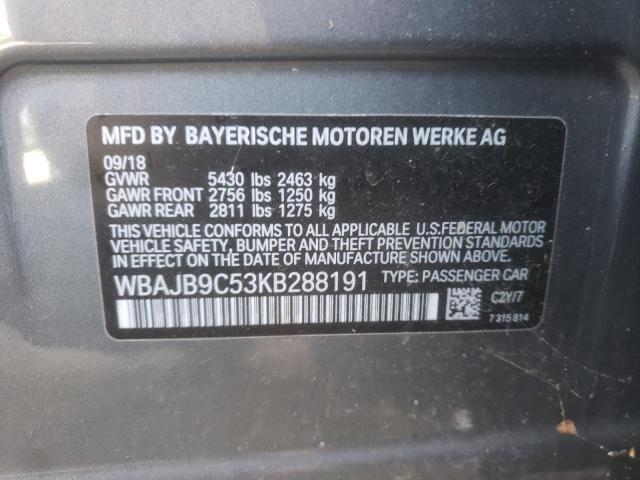 MFD BY BAYERISCHE MOTOREN WERKE AG
09/18
GVWR 5430 lbs 2463 kg
GAWR FRONT 2756 lbs 1250 kg
GAWR REAR 2811 lbs 1275 kg
THIS VEHICLE CONFORMS TO ALL APPLICABLE U.S.FEDERAL MOTOR
VEHICLE SAFETY, BUMPER AND THEFT PREVENTION STANDARDS
IN EFFECT ON THE DATE OF MANUFACTURE SHOWN ABOVE.
WBAJB9C53KB288191 TYPE: PASSENGER CAR
C2Y/7
7 315 814